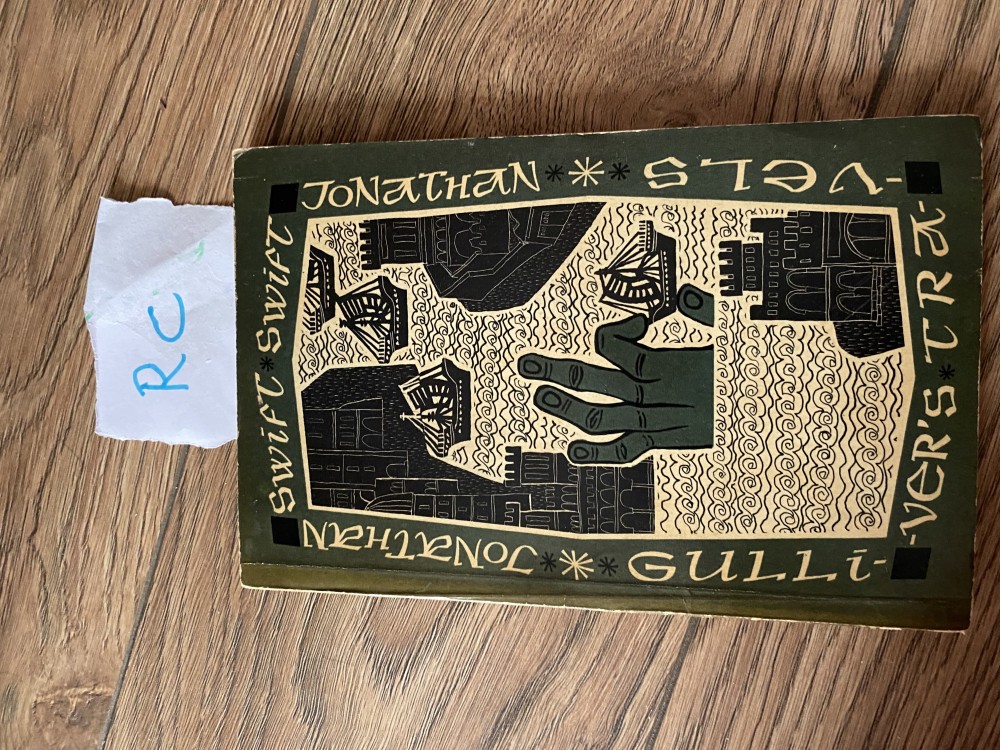 RC
SWIFT * SWIFT
JONATHAN
GULLI-
-VER'S * TRA-
-VELS
JONATHAN